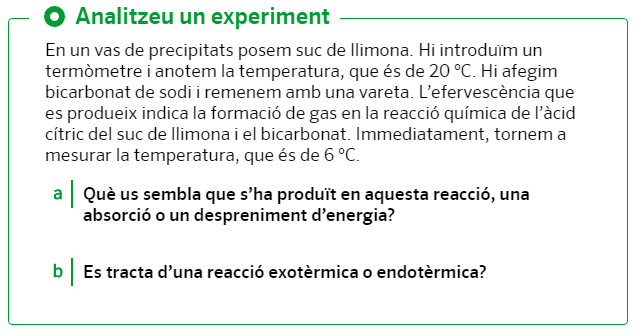 Analitzeu un experiment
En un vas de precipitats posem suc de llimona. Hi introduïm un
termòmetre i anotem la temperatura, que és de 20 ºC. Hi afegim
bicarbonat de sodi i remenem amb una vareta. L’efervescència que
es produeix indica la formació de gas en la reacció química de l’àcid
cítric del suc de llimona i el bicarbonat. Immediatament, tornem a
mesurar la temperatura, que és de 6 ºC.
a Què us sembla que s’ha produït en aquesta reacció, una
absorció o un despreniment d’energia?
b Es tracta d’una reacció exotèrmica o endotèrmica?